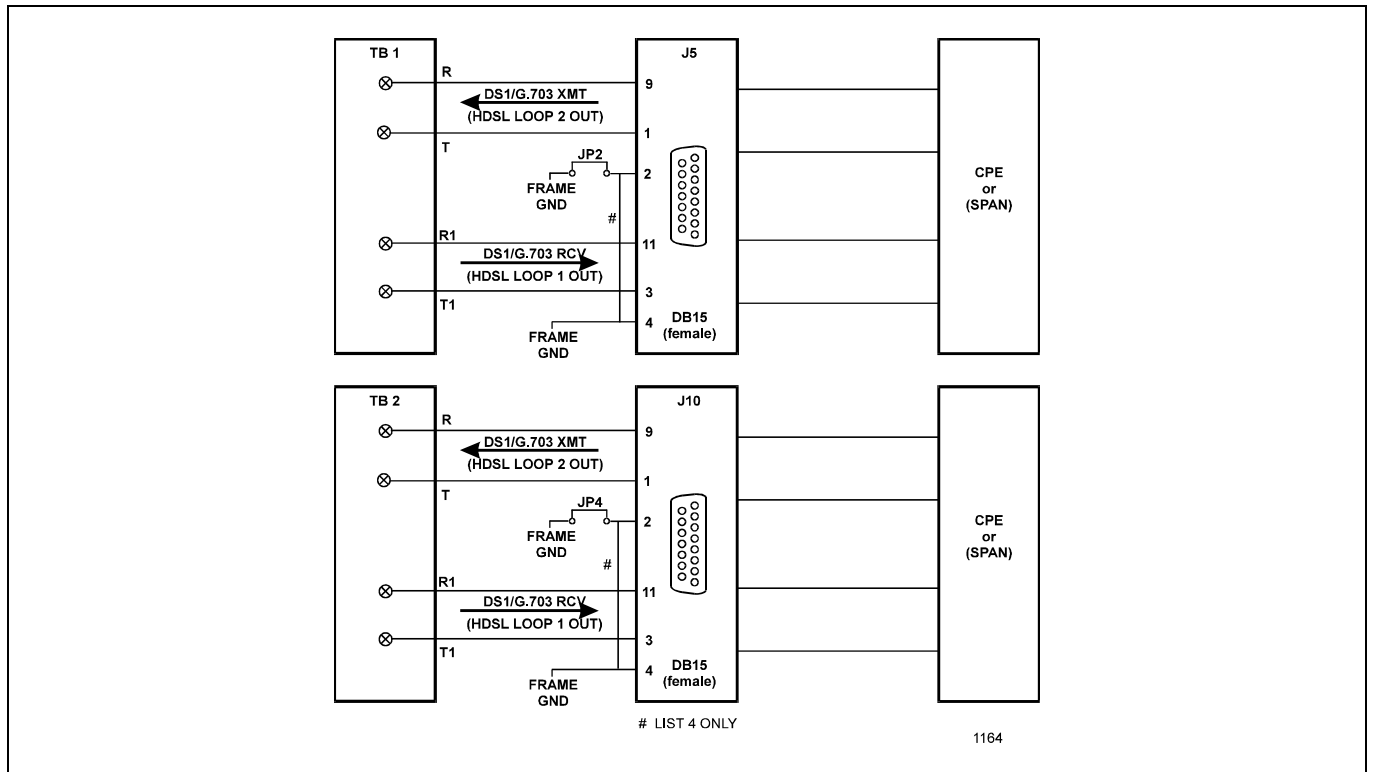 TB 1
J5
R
9
DS1/G.703 XMT
(HDSL LOOP 2 OUT)
1
T
JP2
2
FRAME
GND
#
CPE
or
(SPAN)
R1
11
DS1/G.703 RCV
(HDSL LOOP 1 OUT)
3
T1
4
DB15
(female)
FRAME
GND
TB 2
J10
R
9
DS1/G.703 XMT
(HDSL LOOP 2 OUT)
1
T
JP4
2
FRAME
GND
#
CPE
or
(SPAN)
R1
11
DS1/G.703 RCV
(HDSL LOOP 1 OUT)
3
T1
4
DB15
(female)
FRAME
GND
# LIST 4 ONLY
1164